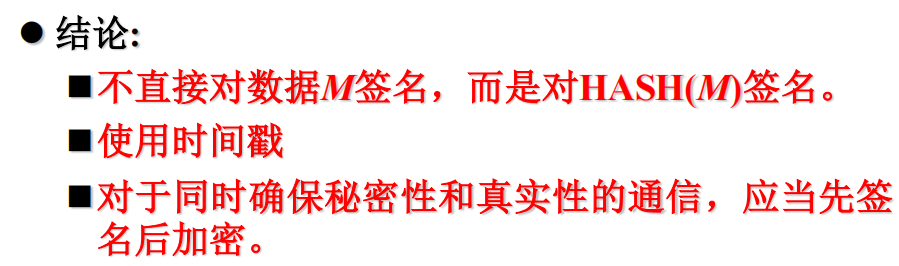 ● 结论:
■不直接对数据M签名，而是对HASH(M)签名。
■使用时间戳
■对于同时确保秘密性和真实性的通信，应当先签
名后加密。